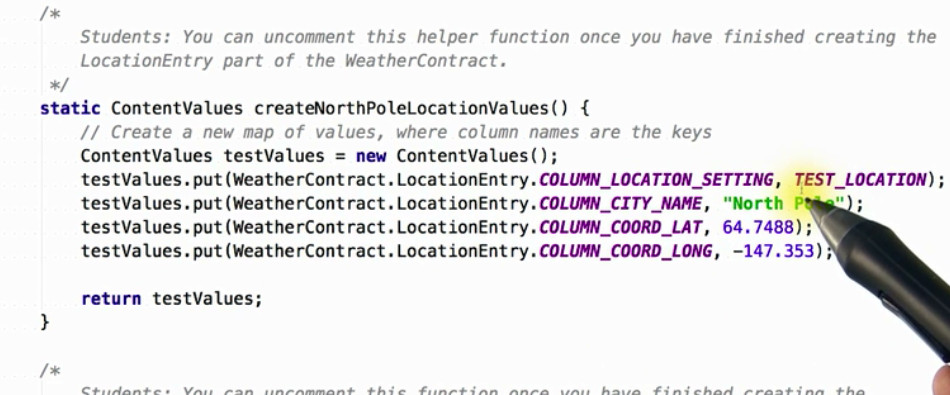 /*
Students: You can uncomment this helper function once you have finished creating the
LocationEntry part of the WeatherContract.
*/
static ContentValues createNorthPoleLocationValues() {
// Create a new map of values, where column names are the keys
ContentValues testValues = new ContentValues();
testValues.put(WeatherContract.LocationEntry.COLUMN_LOCATION_SETTING, TEST_LOCATION);
testValues.put(WeatherContract.LocationEntry.COLUMN_CITY_NAME, "North Pole");
testValues.put(WeatherContract.LocationEntry.COLUMN_COORD_LAT, 64.7488);
testValues.put(WeatherContract.LocationEntry.COLUMN_COORD_LONG, -147.353);
return testValues;
}
/*
Students: You can uncomment this function once you have finished creating the